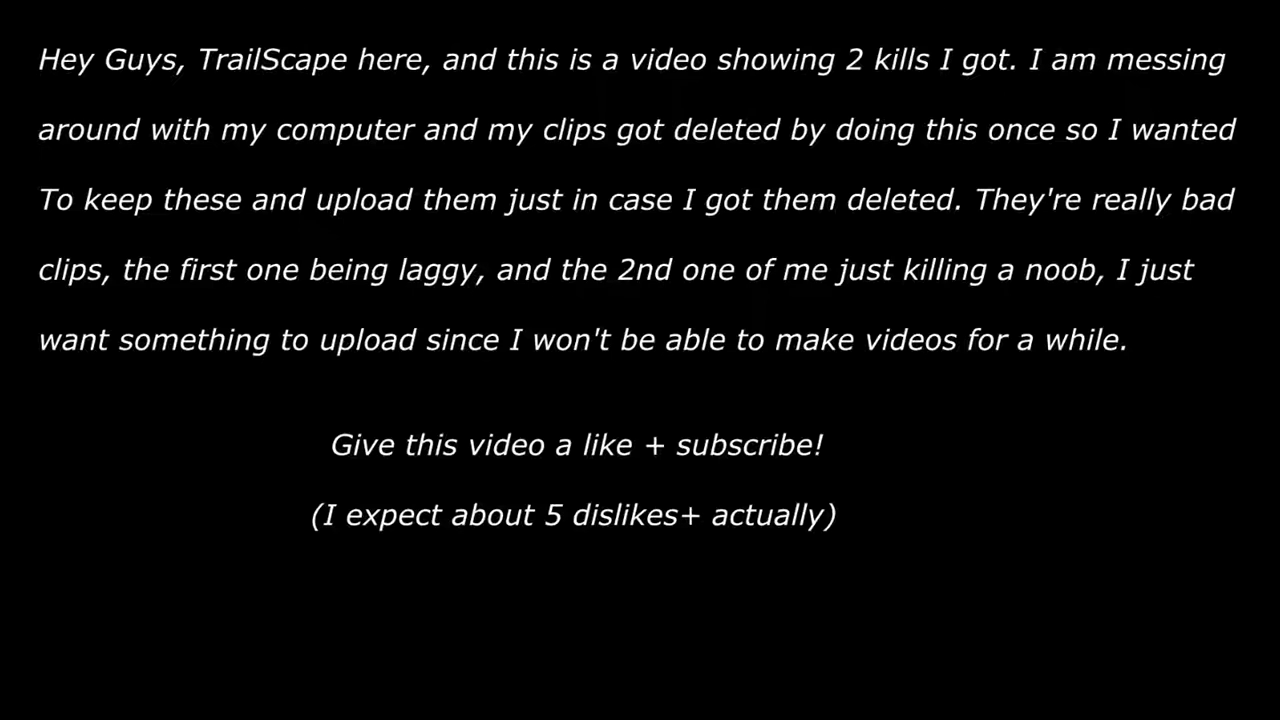 Hey Guys, TrailScape here, and this is a video showing 2 kills I got. I am messing
around with my computer and my clips got deleted by doing this once so I wanted
To keep these and upload them just in case I got them deleted. They're really bad
clips, the first one being laggy, and the 2nd one of me just killing a noob, I just
want something to upload since I won't be able to make videos for a while.
Give this video a like + subscribe!
(I expect about 5 dislikes+ actually)